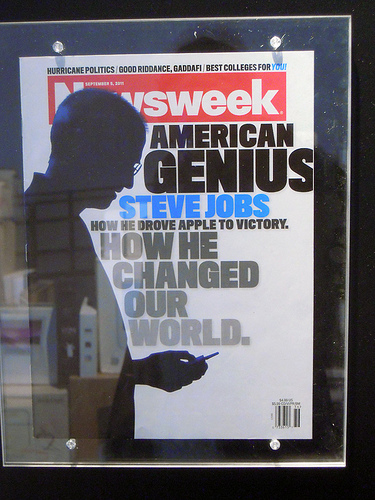 HURRICANE POLITICS / GOOD RIDDANCE, GADDAFI / BEST COLLEGES FOR YOU!
SEPTEMBER 5, 2011
Newsweek
AMERICAN
GENIUS
STEVE JOBS
HOW HE DROVE APPLE TO VICTORY.
HOW HE
CHANGED
OUR
WORLD.